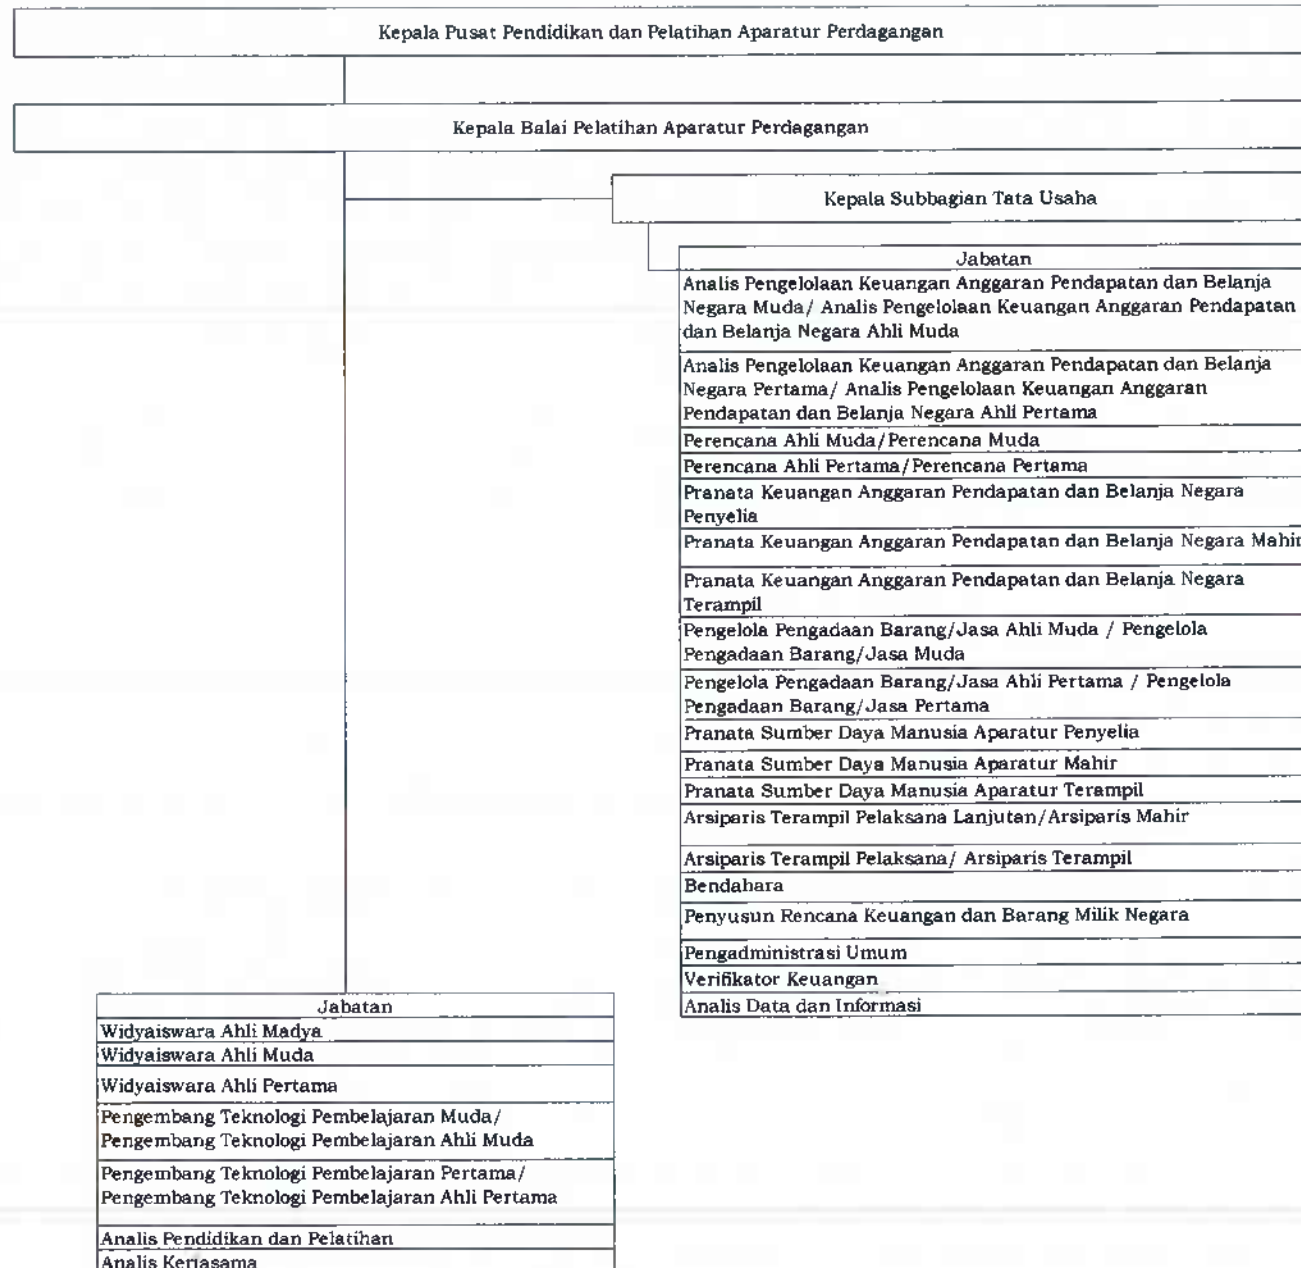 Kepala Pusat Pendidikan dan Pelatihan Aparatur Perdagangan
Kepala Balai Pelatihan Aparatur Perdagangan
Kepala Subbagian Tata Usaha
Jabatan
Analis Pengelolaan Keuangan Anggaran Pendapatan dan Belanja
Negara Muda/ Analis Pengelolaan Keuangan Anggaran Pendapatan
dan Belanja Negara Ahli Muda
Analis Pengelolaan Keuangan Anggaran Pendapatan dan Belanja
Negara Pertama/ Analis Pengelolaan Keuangan Anggaran
Pendapatan dan Belanja Negara Ahli Pertama
Perencana Ahli Muda/Perencana Muda
Perencana Ahli Pertama/Perencana Pertama
Pranata Keuangan Anggaran Pendapatan dan Belanja Negara
Penyelia
Pranata Keuangan Anggaran Pendapatan dan Belanja Negara Mahir
Pranata Keuangan Anggaran Pendapatan dan Belanja Negara
Terampil
Pengelola Pengadaan Barang/Jasa Ahli Muda / Pengelola
Pengadaan Barang/Jasa Muda
Pengelola Pengadaan Barang/Jasa Ahli Pertama / Pengelola
Pengadaan Barang/Jasa Pertama
Pranata Sumber Daya Manusia Aparatur Penyelia
Pranata Sumber Daya Manusia Aparatur Mahir
Pranata Sumber Daya Manusia Aparatur Terampil
Arsiparis Terampil Pelaksana Lanjutan/Arsiparis Mahir
Arsiparis Terampil Pelaksana/ Arsiparis Terampil
Bendahara
Penyusun Rencana Keuangan dan Barang Milik Negara
Pengadministrasi Umum
Verifikator Keuangan
Analis Data dan Informasi
Jabatan
Widyaiswara Ahli Madya
Widyaiswara Ahli Muda
Widyaiswara Ahli Pertama
Pengembang Teknologi Pembelajaran Muda/
Pengembang Teknologi Pembelajaran Ahli Muda
Pengembang Teknologi Pembelajaran Pertama/
Pengembang Teknologi Pembelajaran Ahli Pertama
Analis Pendidikan dan Pelatihan
Analis Kerjasama